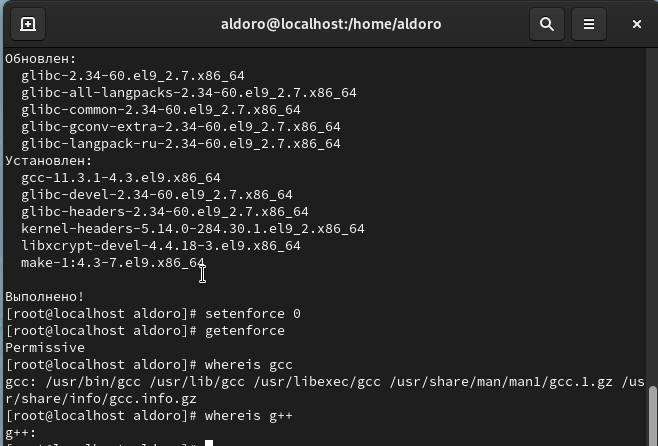 aldoro@localhost:/home/aldoro
Обновлен:
  glibc-2.34-60.el9_2.7.x86_64
  glibc-all-langpacks-2.34-60.el9_2.7.x86_64
  glibc-common-2.34-60.el9_2.7.x86_64
  glibc-gconv-extra-2.34-60.el9_2.7.x86_64
  glibc-langpack-ru-2.34-60.el9_2.7.x86_64
Установлен:
  gcc-11.3.1-4.3.el9.x86_64
  glibc-devel-2.34-60.el9_2.7.x86_64
  glibc-headers-2.34-60.el9_2.7.x86_64
  kernel-headers-5.14.0-284.30.1.el9_2.x86_64
  libxcrypt-devel-4.4.18-3.el9.x86_64
  make-1:4.3-7.el9.x86_64
Выполнено!
[root@localhost aldoro]# setenforce 0
[root@localhost aldoro]# getenforce
Permissive
[root@localhost aldoro]# whereis gcc
gcc: /usr/bin/gcc /usr/lib/gcc /usr/libexec/gcc /usr/share/man/man1/gcc.1.gz /us
r/share/info/gcc.info.gz
[root@localhost aldoro]# whereis g++
g++: